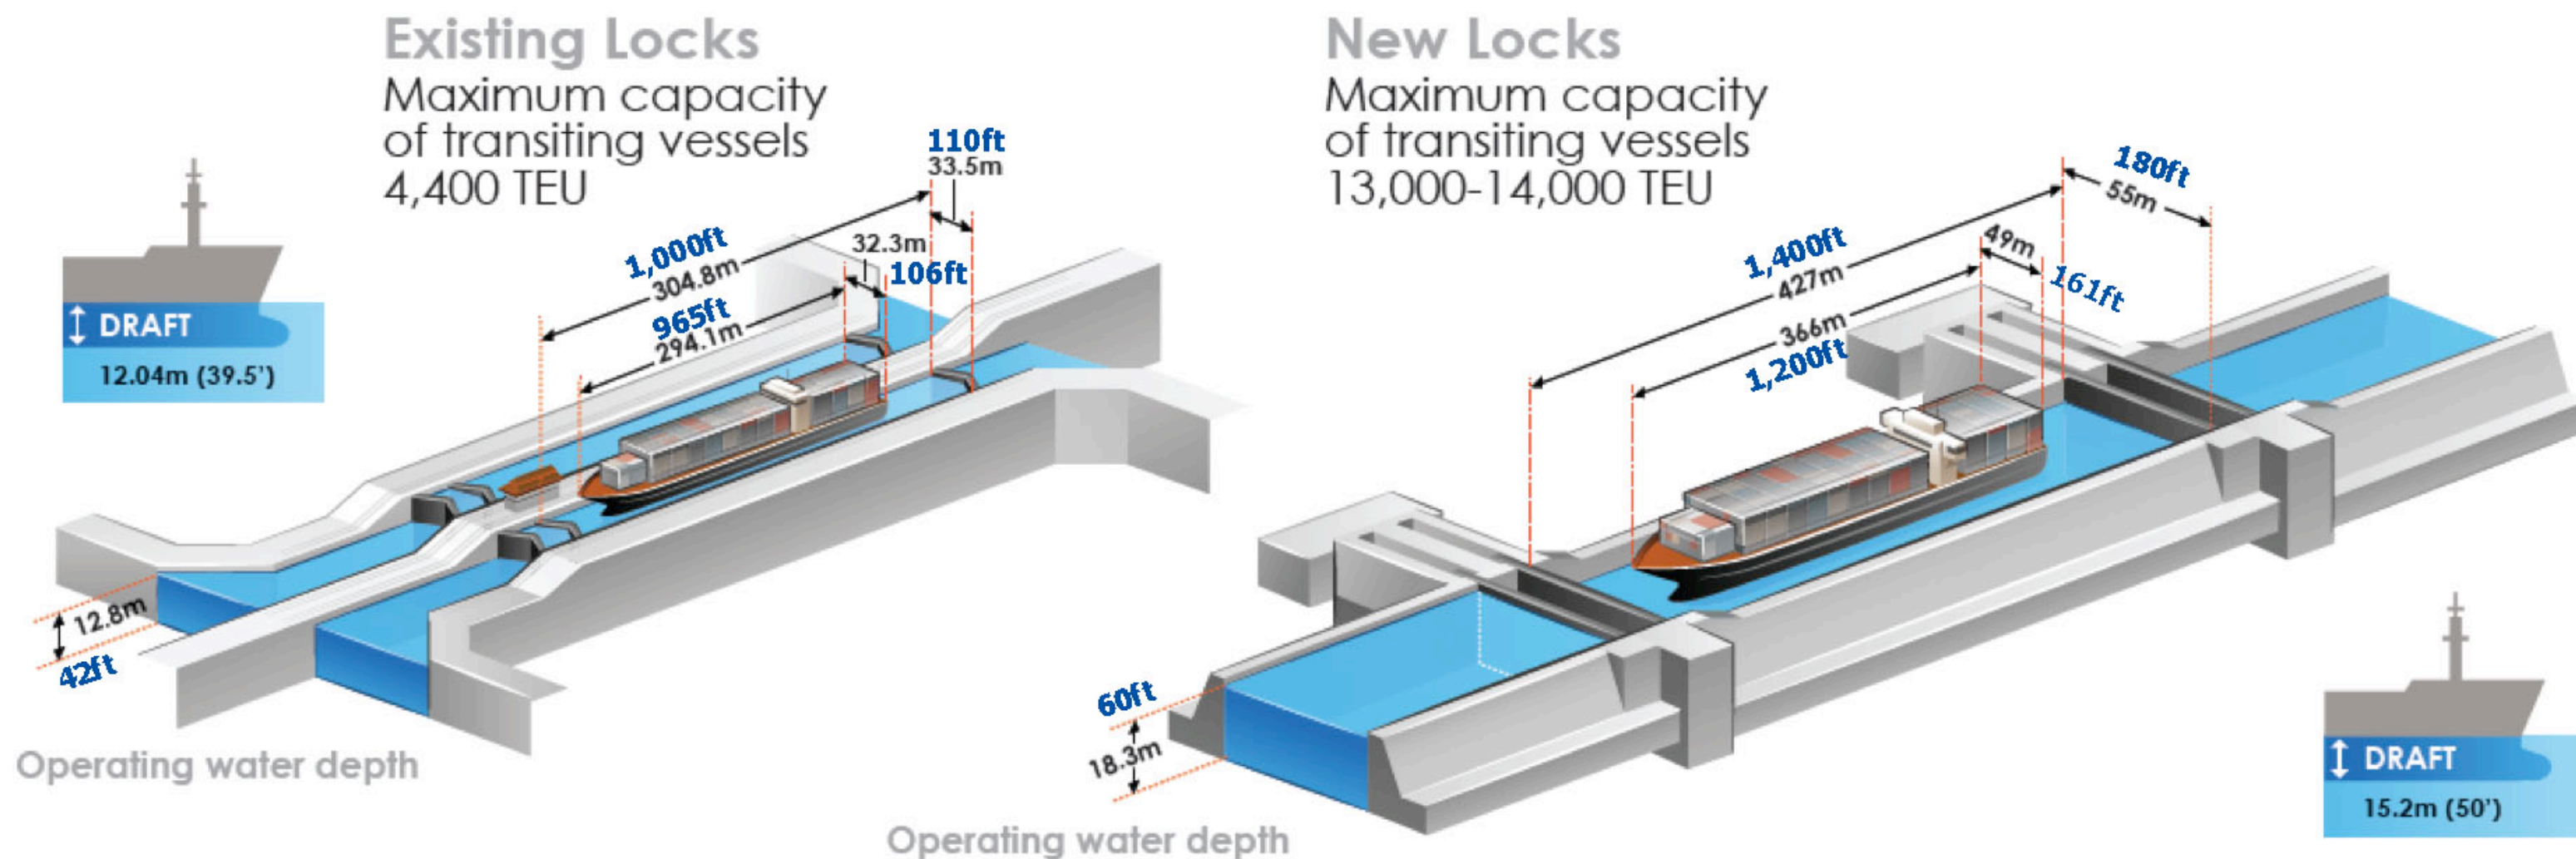 Existing Locks
Maximum capacity
of transiting vessels
4,400 TEU
110ft
33.5m
32.3m
106ft
1,000ft
304.8m
965ft
294.1m
DRAFT
12.04m (39.5')
12.8m
42ft
Operating water depth
New Locks
Maximum capacity
of transiting vessels
13,000-14,000 TEU
180ft
55m
49m
161ft
1,400ft
427m
366m
1,200ft
60ft
18.3m
Operating water depth
DRAFT
15.2m (50')